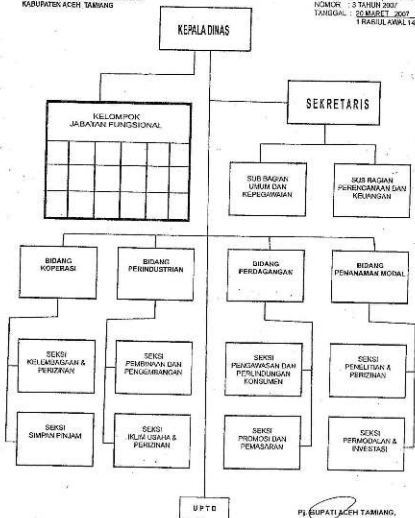 KABUPATEN ACEH TAMIANG
NOMOR : 3 TAHUN 2007
TANGGAL : 20 MARET 2007
1 RABIUL AWAL 14
KEPALA DINAS
KELOMPOK
JABATAN FUNGSIONAL
SEKRETARIS
SUB BAGIAN
UMUM DAN
KEPEGAWAIAN
SUB BAGIAN
PERENCANAAN DAN
KEUANGAN
BIDANG
KOPERASI
BIDANG
PERINDUSTRIAN
BIDANG
PERDAGANGAN
BIDANG
PENANAMAN MODAL
SEKSI
KELEMBAGAAN &
PERIZINAN
SEKSI
PEMBINAAN DAN
PENGEMBANGAN
SEKSI
PENGAWASAN DAN
PERLINDUNGAN
KONSUMEN
SEKSI
PENELITIAN &
PERIZINAN
SEKSI
SIMPAN PINJAM
SEKSI
IKLIM USAHA &
PERIZINAN
SEKSI
PROMOSI DAN
PEMASARAN
SEKSI
PERMODALAN &
INVESTASI
UPTD
Pj. BUPATI ACEH TAMIANG,